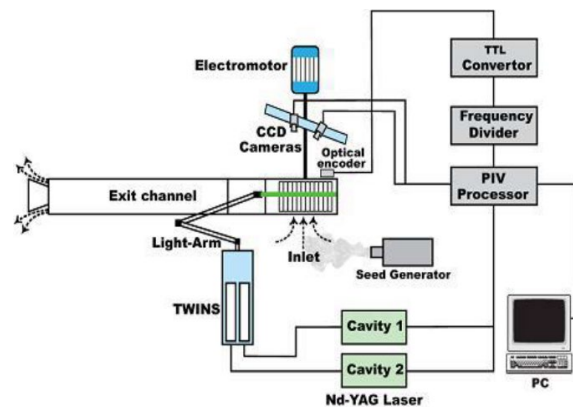 TTL
Convertor
Electromotor
Frequency
Divider
CCD
Cameras
Optical
encoder
PIV
Processor
Exit channel
Light-Arm
Inlet
Seed Generator
TWINS
Cavity 1
Cavity 2
PC
Nd-YAG Laser